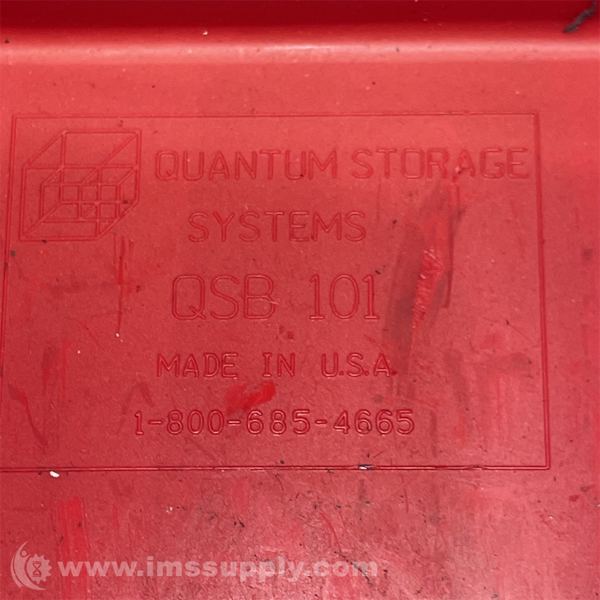 QUANTUM STORAGE
SYSTEMS
QSB 101
MADE IN U.S.A.
1-800-685-4665
www.imssupply.com